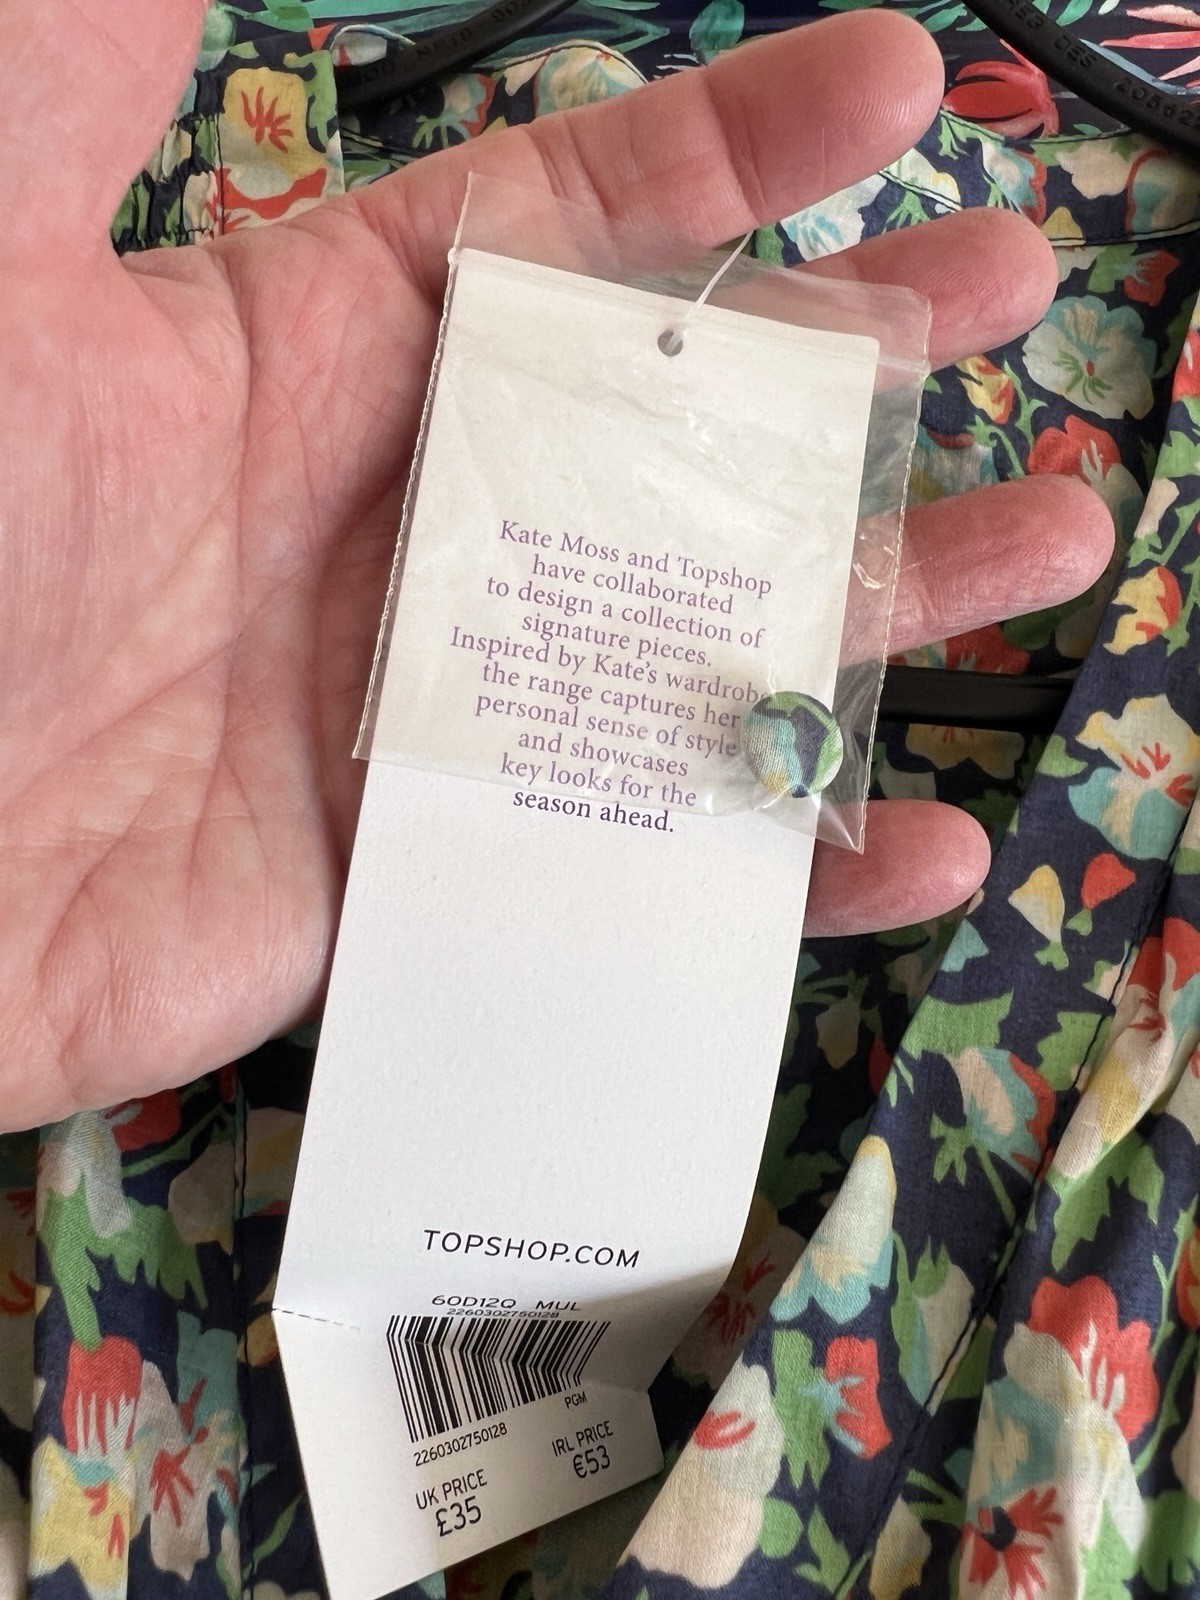 Kate Moss and Topshop
have collaborated
to design a collection of
signature pieces.
Inspired by Kate's wardrobe
the range captures her
personal sense of style
and showcases
key looks for the
season ahead.
TOPSHOP.COM
60D12Q MUL
2260302750128
PGM
2260302750128
UK PRICE
£35
IRL PRICE
€53